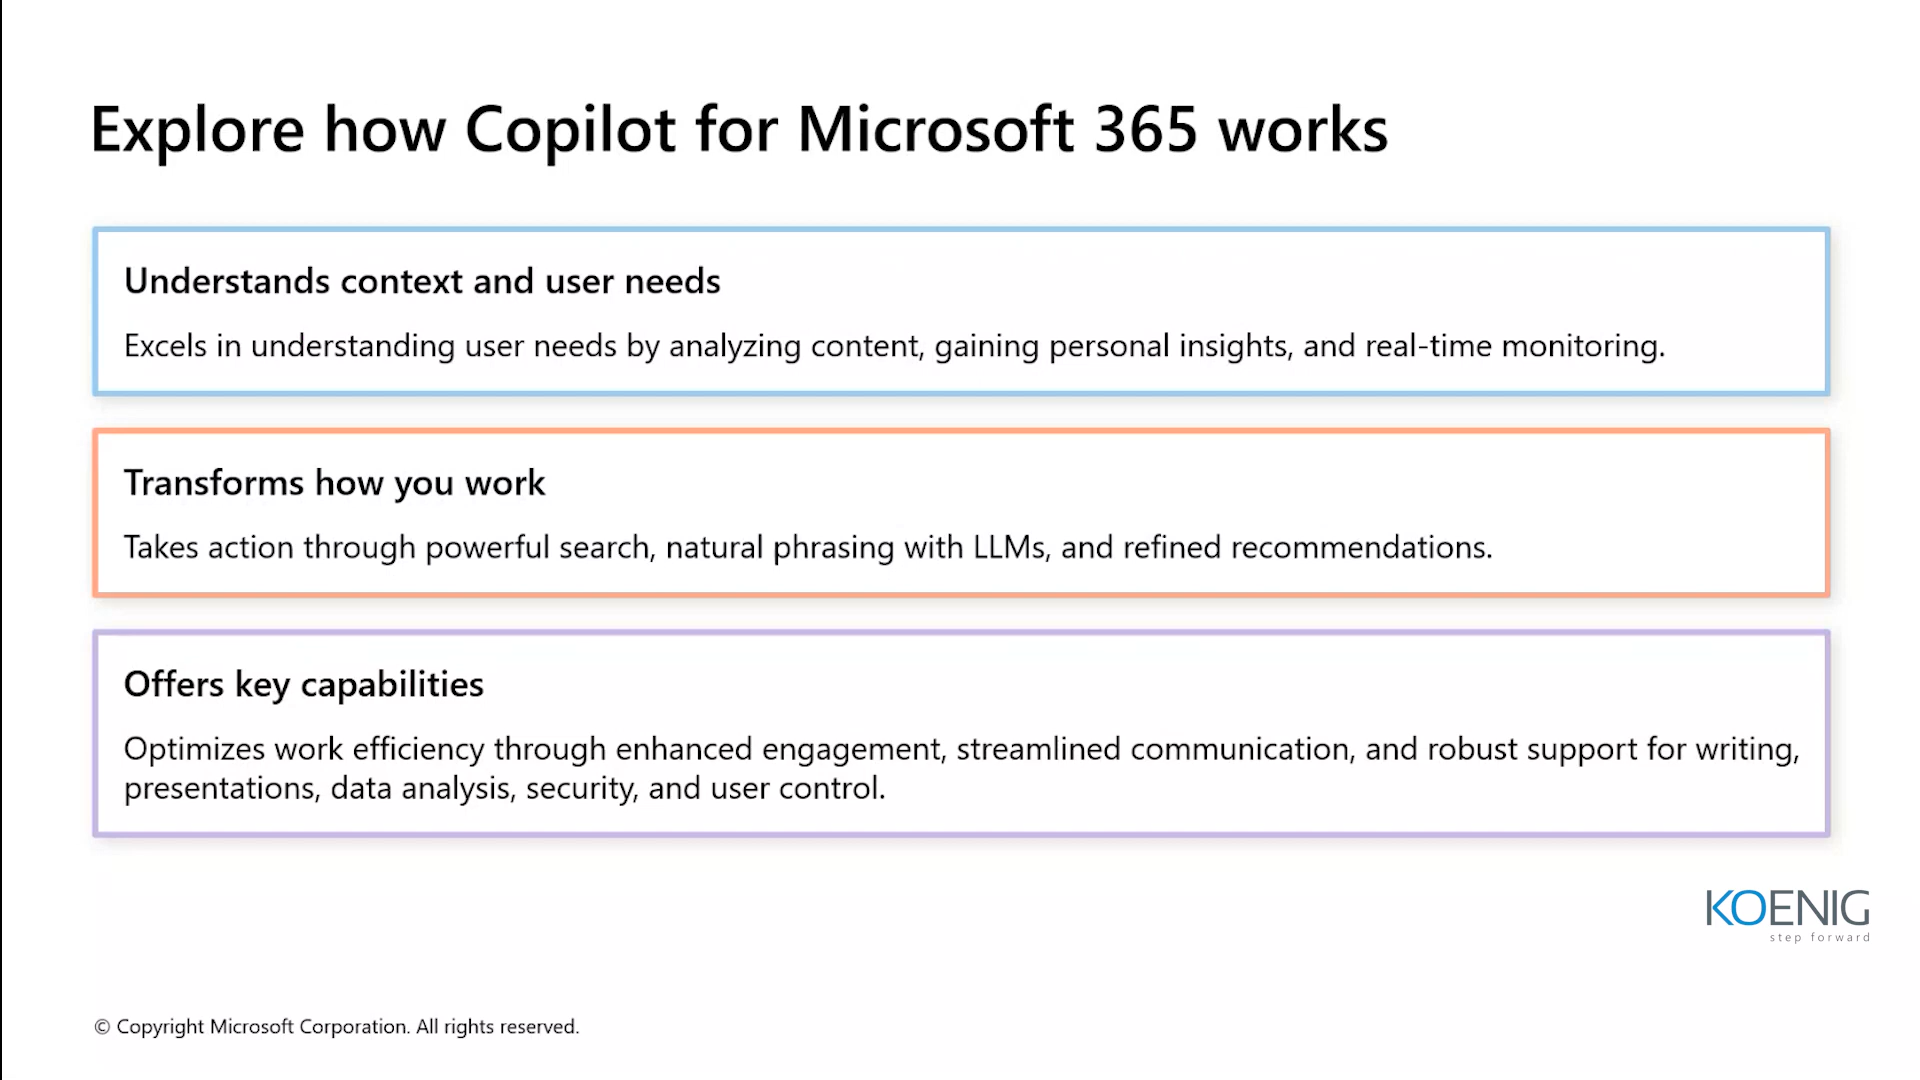 Explore how Copilot for Microsoft 365 works
Understands context and user needs
Excels in understanding user needs by analyzing content, gaining personal insights, and real-time monitoring.
Transforms how you work
Takes action through powerful search, natural phrasing with LLMs, and refined recommendations.
Offers key capabilities
Optimizes work efficiency through enhanced engagement, streamlined communication, and robust support for writing,
presentations, data analysis, security, and user control.
KOENIG
step forward
© Copyright Microsoft Corporation. All rights reserved.